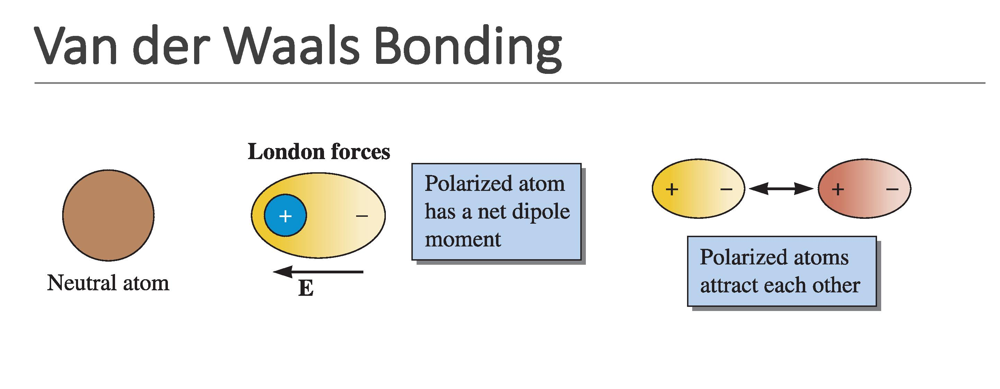 Van der Waals Bonding
Neutral atom
London forces
+ −
E
Polarized atom
has a net dipole
moment
+ − + −
Polarized atoms
attract each other